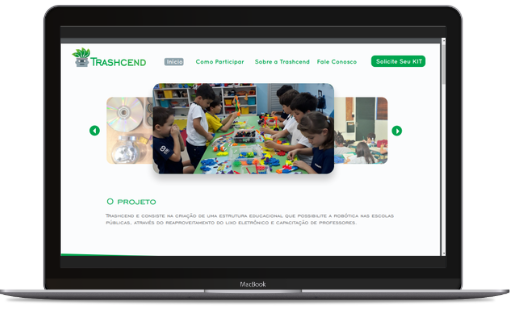 TRASHCEND
Início
Como Participar
Sobre a Trashcend
Fale Conosco
Solicite Seu KIT
O PROJETO
TRASHCEND E CONSISTE NA CRIAÇÃO DE UMA ESTRUTURA EDUCACIONAL QUE POSSIBILITE A ROBÓTICA NAS ESCOLAS
PÚBLICAS, ATRAVÉS DO REAPROVEITAMENTO DO LIXO ELETRÔNICO E CAPACITAÇÃO DE PROFESSORES.
MacBook